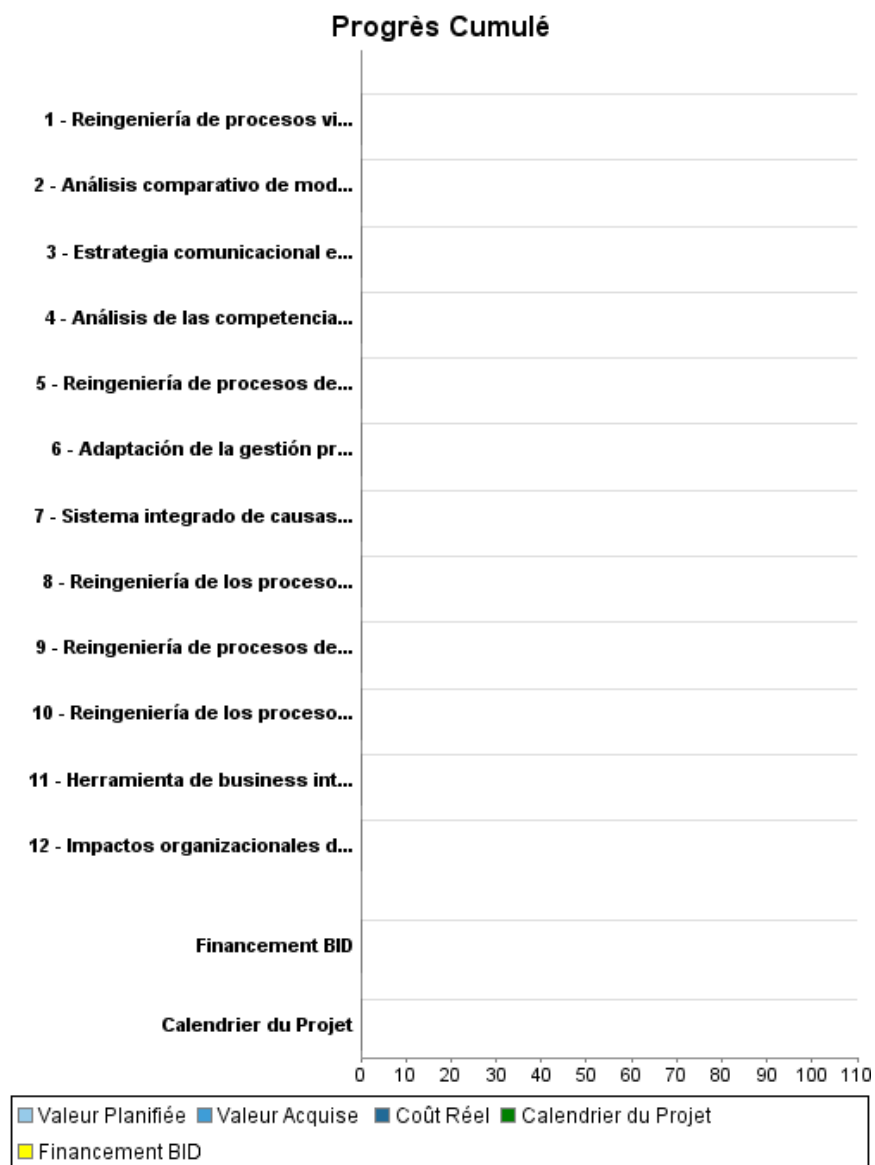 Progrès Cumulé
1 - Reingeniería de procesos vi...
2 - Análisis comparativo de mod...
3 - Estrategia comunicacional e...
4 - Análisis de las competencia...
5 - Reingeniería de procesos de...
6 - Adaptación de la gestión pr...
7 - Sistema integrado de causas...
8 - Reingeniería de los proceso...
9 - Reingeniería de procesos de...
10 - Reingeniería de los proceso...
11 - Herramienta de business int...
12 - Impactos organizacionales d...
Financement BID
Calendrier du Projet
0 10 20 30 40 50 60 70 80 90 100 110
Valeur Planifiée Valeur Acquise Coût Réel Calendrier du Projet
Financement BID